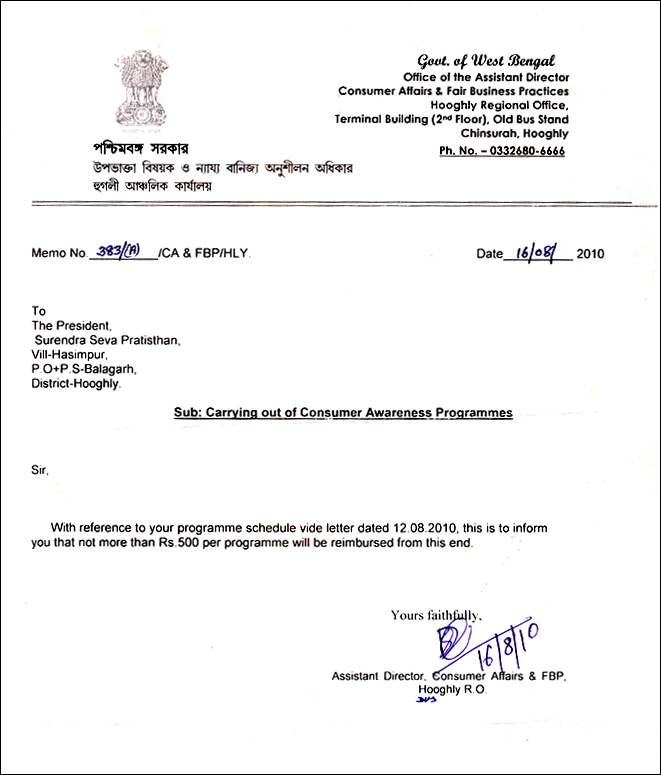 Govt. of West Bengal
Office of the Assistant Director
Consumer Affairs & Fair Business Practices
Hooghly Regional Office,
Terminal Building (2nd Floor), Old Bus Stand
Chinsurah, Hooghly
Ph. No. – 0332680-6666
পশ্চিমবঙ্গ সরকার
উপভোক্তা বিষয়ক ও ন্যায্য বানিজ্য অনুশীলন অধিকার
হুগলী আঞ্চলিক কার্যালয়
Memo No. 383/(A) /CA & FBP/HLY.
Date 16/08/ 2010
To
The President,
Surendra Seva Pratisthan,
Vill-Hasimpur,
P.O+P.S-Balagarh,
District-Hooghly.
Sub: Carrying out of Consumer Awareness Programmes
Sir,
With reference to your programme schedule vide letter dated 12.08.2010, this is to inform
you that not more than Rs.500 per programme will be reimbursed from this end.
Yours faithfully,
16/8/10
Assistant Director, Consumer Affairs & FBP,
Hooghly R.O.